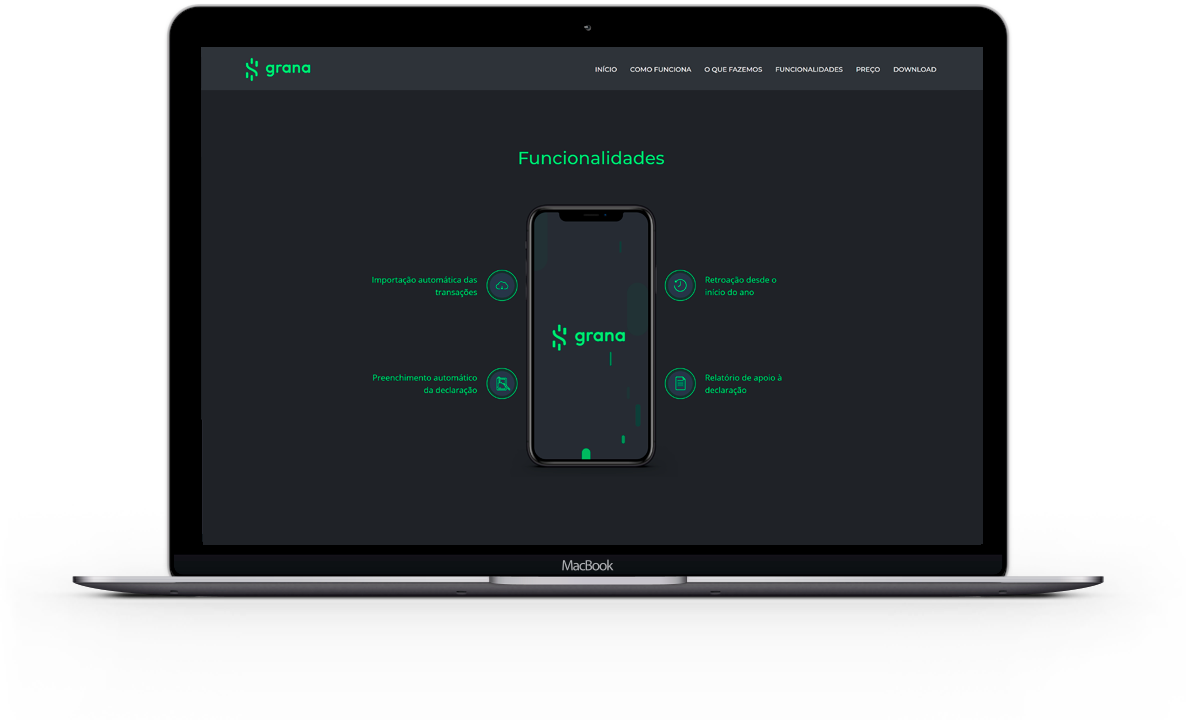 grana
INÍCIO COMO FUNCIONA O QUE FAZEMOS FUNCIONALIDADES PREÇO DOWNLOAD
Funcionalidades
Importação automática das
transações
Retroação desde o
início do ano
grana
Preenchimento automático
da declaração
Relatório de apoio à
declaração
MacBook